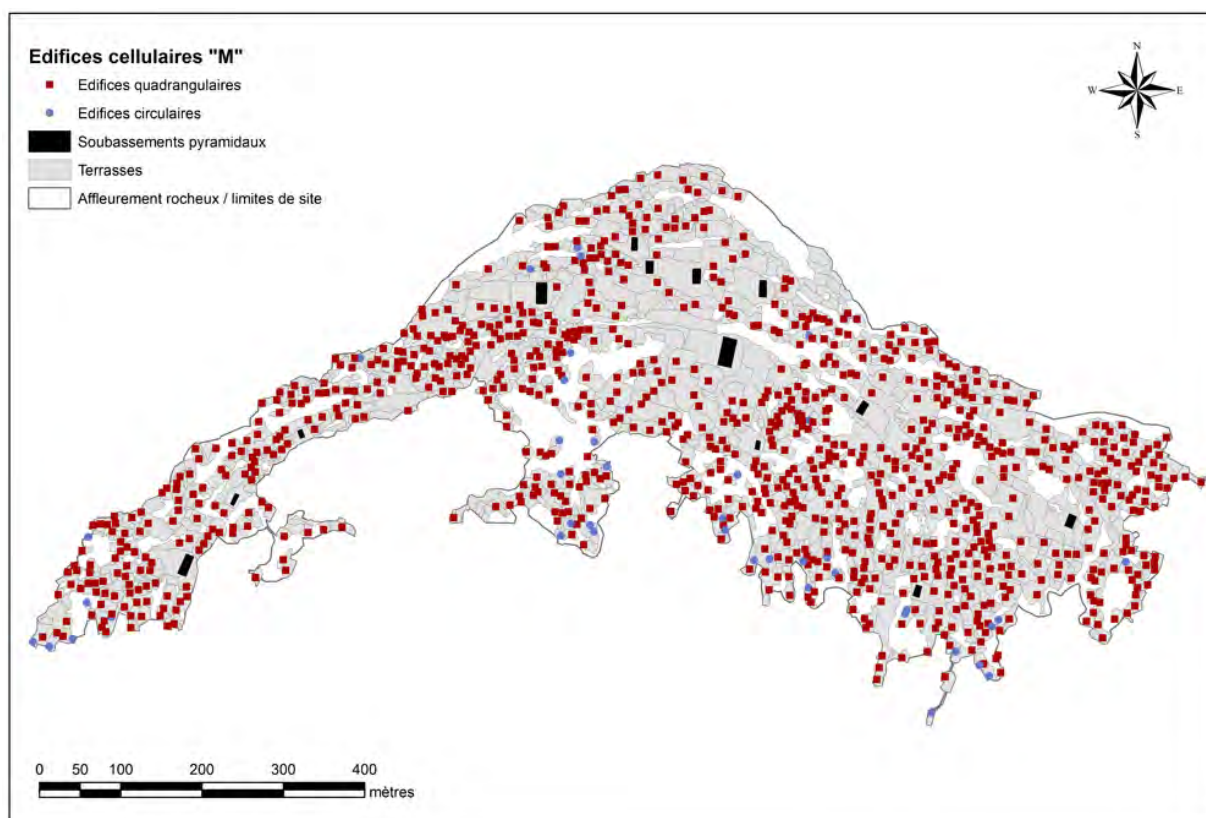 Edifices cellulaires "M"
Edifices quadrangulaires
Edifices circulaires
Soubassements pyramidaux
Terrasses
Affleurement rocheux / limites de site
N
W E
S
0 50 100 200 300 400
mètres